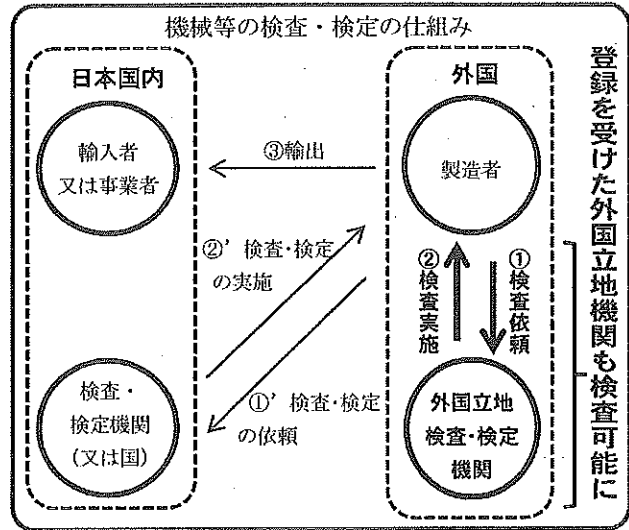 機械等の検査・検定の仕組み
日本国内
輸入者
又は事業者
検査・
検定機関
(又は国)
③輸出
②’検査・検定
の実施
①’検査・検定
の依頼
外国
製造者
②検査実施
①検査依頼
外国立地
検査・検定
機関
登録を受けた外国立地機関も検査可能に